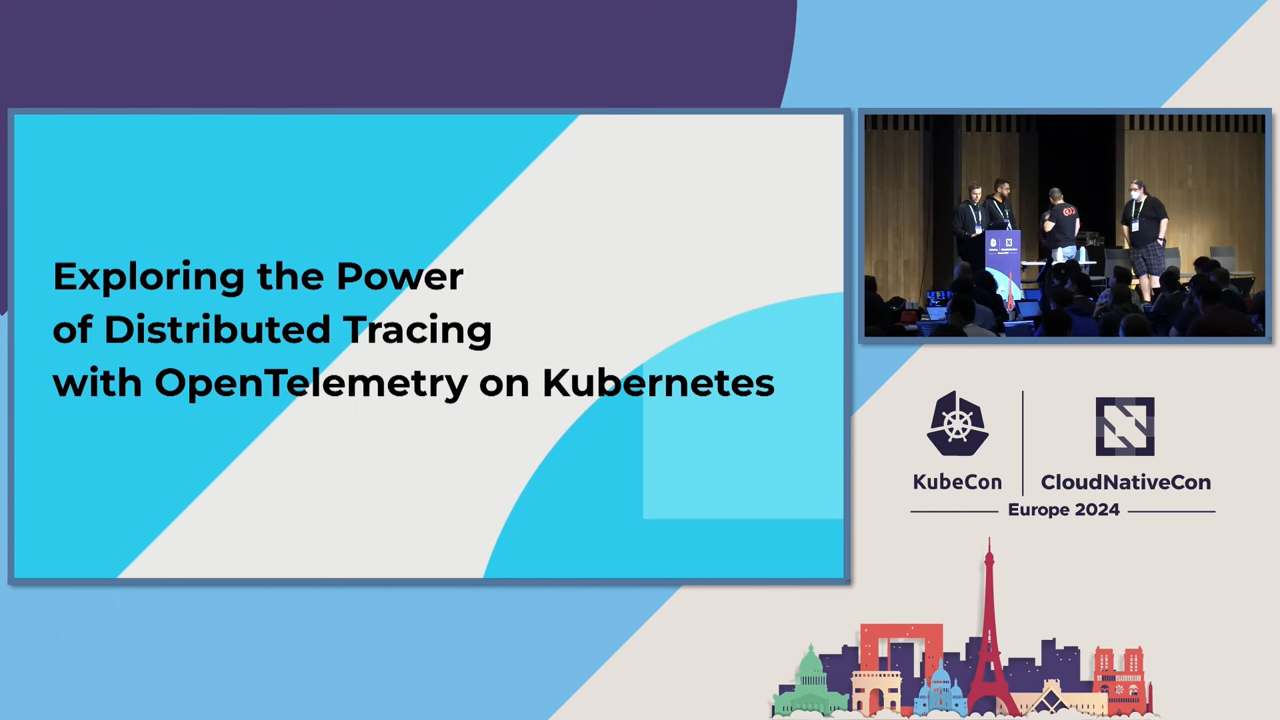 Exploring the Power
of Distributed Tracing
with OpenTelemetry on Kubernetes
KubeCon
CloudNativeCon
Europe 2024